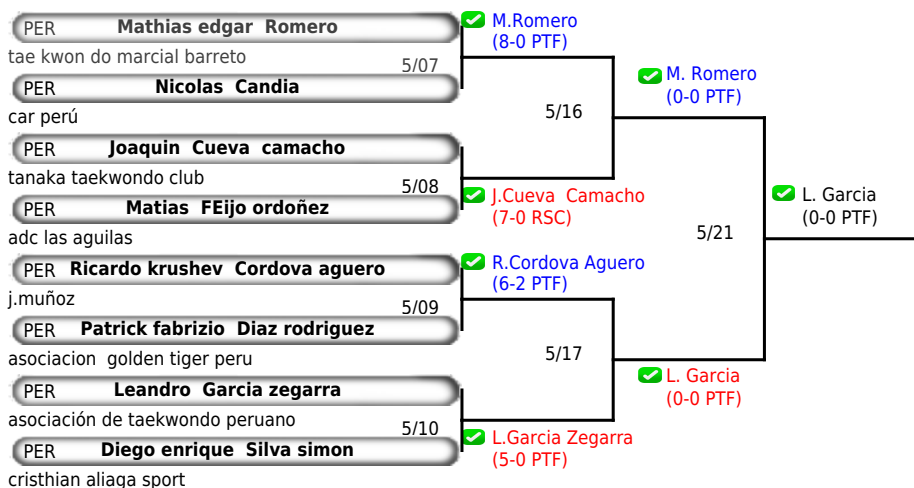 PER Mathias edgar Romero
M.Romero
(8-0 PTF)
tae kwon do marcial barreto
5/07
PER Nicolas Candia
M. Romero
(0-0 PTF)
car perú
5/16
PER Joaquin Cueva camacho
tanaka taekwondo club
5/08
J.Cueva Camacho
(7-0 RSC)
PER Matias FEijo ordoñez
L. Garcia
(0-0 PTF)
adc las aguilas
5/21
PER Ricardo krushev Cordova aguero
R.Cordova Aguero
(6-2 PTF)
j.muñoz
5/09
PER Patrick fabrizio Diaz rodriguez
asociacion golden tiger peru
5/17
PER Leandro Garcia zegarra
L. Garcia
(0-0 PTF)
asociación de taekwondo peruano
5/10
L.Garcia Zegarra
(5-0 PTF)
PER Diego enrique Silva simon
cristhian aliaga sport